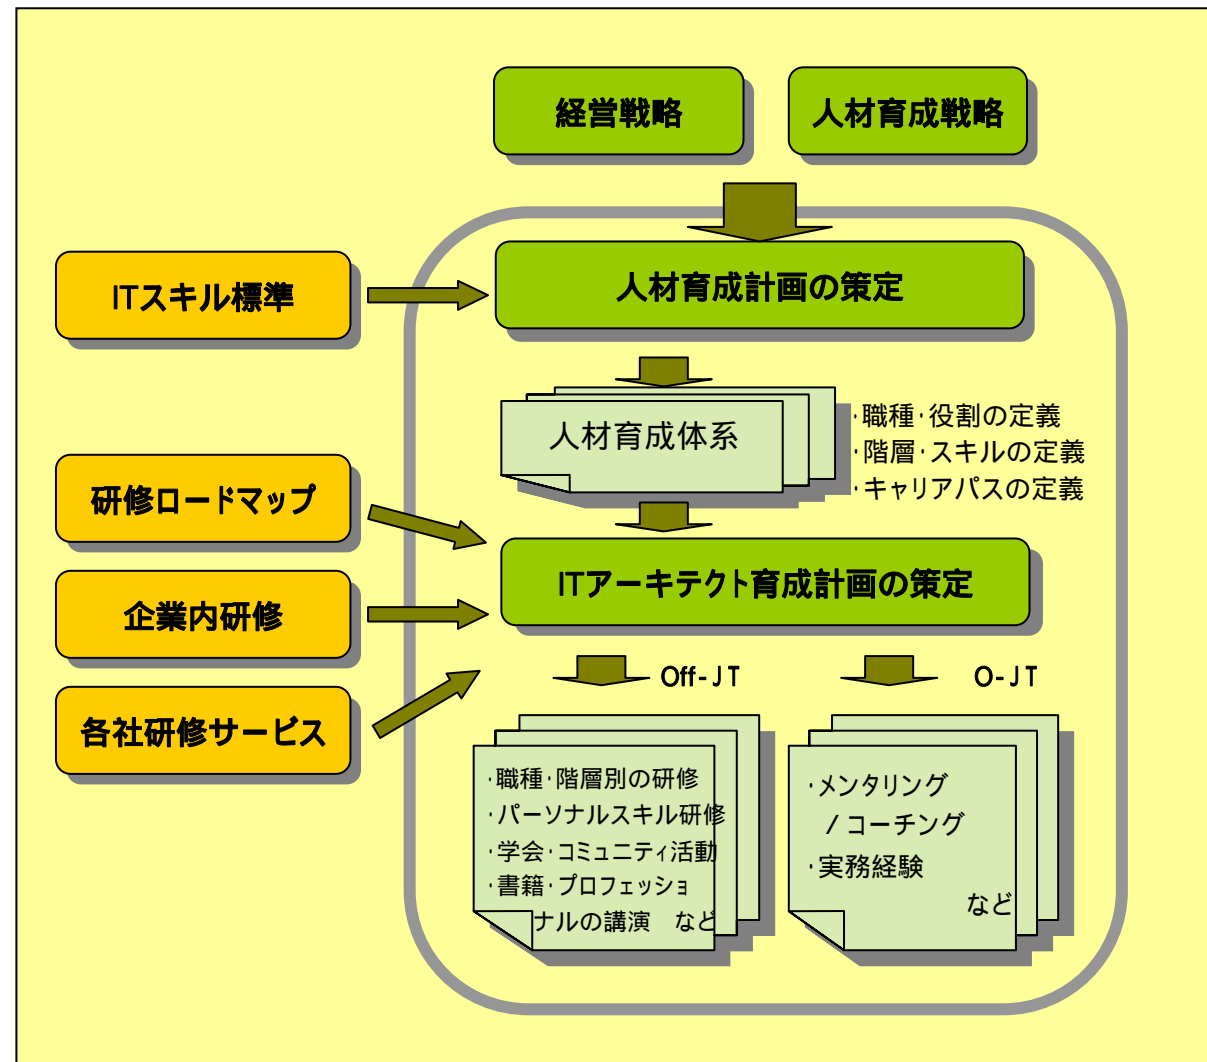 経営戦略
人材育成戦略
ITスキル標準
人材育成計画の策定
人材育成体系
･職種･役割の定義
･階層･スキルの定義
･キャリアパスの定義
研修ロードマップ
企業内研修
各社研修サービス
ITアーキテクト育成計画の策定
Off-JT
O-JT
･職種･階層別の研修
･パーソナルスキル研修
･学会･コミュニティ活動
･書籍･プロフェッショ
ナルの講演 など
･メンタリング
/コーチング
･実務経験
など